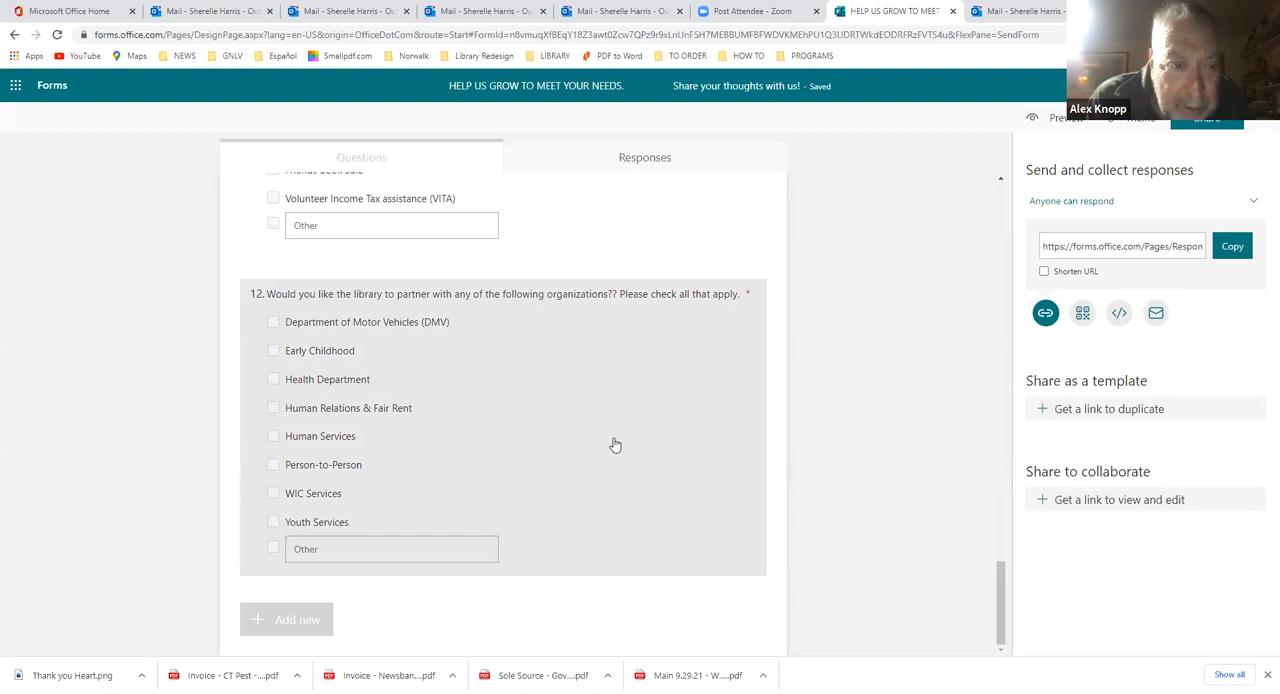 Microsoft Office Home
Mail - Sherelle Harris - Out
Mail - Sherelle Harris - Ou
Mail - Sherelle Harris - Ou
Mail - Sherelle Harris - Ou
Post Attendee - Zoom
HELP US GROW TO MEET
Mail - Sherelle Harris - Ou
forms.office.com/Pages/DesignPage.aspx?lang=en-US&origin=OfficeDotCom&route=Start#FormId=
Apps
YouTube
Maps
NEWS
GNLV
Español
Smallpdf.com
Norwalk
Library Redesign
LIBRARY
PDF to Word
TO ORDER
HOW TO
PROGRAMS
Forms
HELP US GROW TO MEET YOUR NEEDS.
Share your thoughts with us! - Saved
Alex Knopp
Preview
Share
Questions
Responses
Friends Book Sale
Volunteer Income Tax assistance (VITA)
Other
12. Would you like the library to partner with any of the following organizations?? Please check all that apply. *
Department of Motor Vehicles (DMV)
Early Childhood
Health Department
Human Relations & Fair Rent
Human Services
Person-to-Person
WIC Services
Youth Services
Other
Add new
Send and collect responses
Anyone can respond
https://forms.office.com/Pages/Respon
Copy
Shorten URL
Share as a template
Get a link to duplicate
Share to collaborate
Get a link to view and edit
Thank you Heart.png
Invoice - CT Pest -....pdf
Invoice - Newsban....pdf
Sole Source - Gov....pdf
Main 9.29.21 - W....pdf
Show all